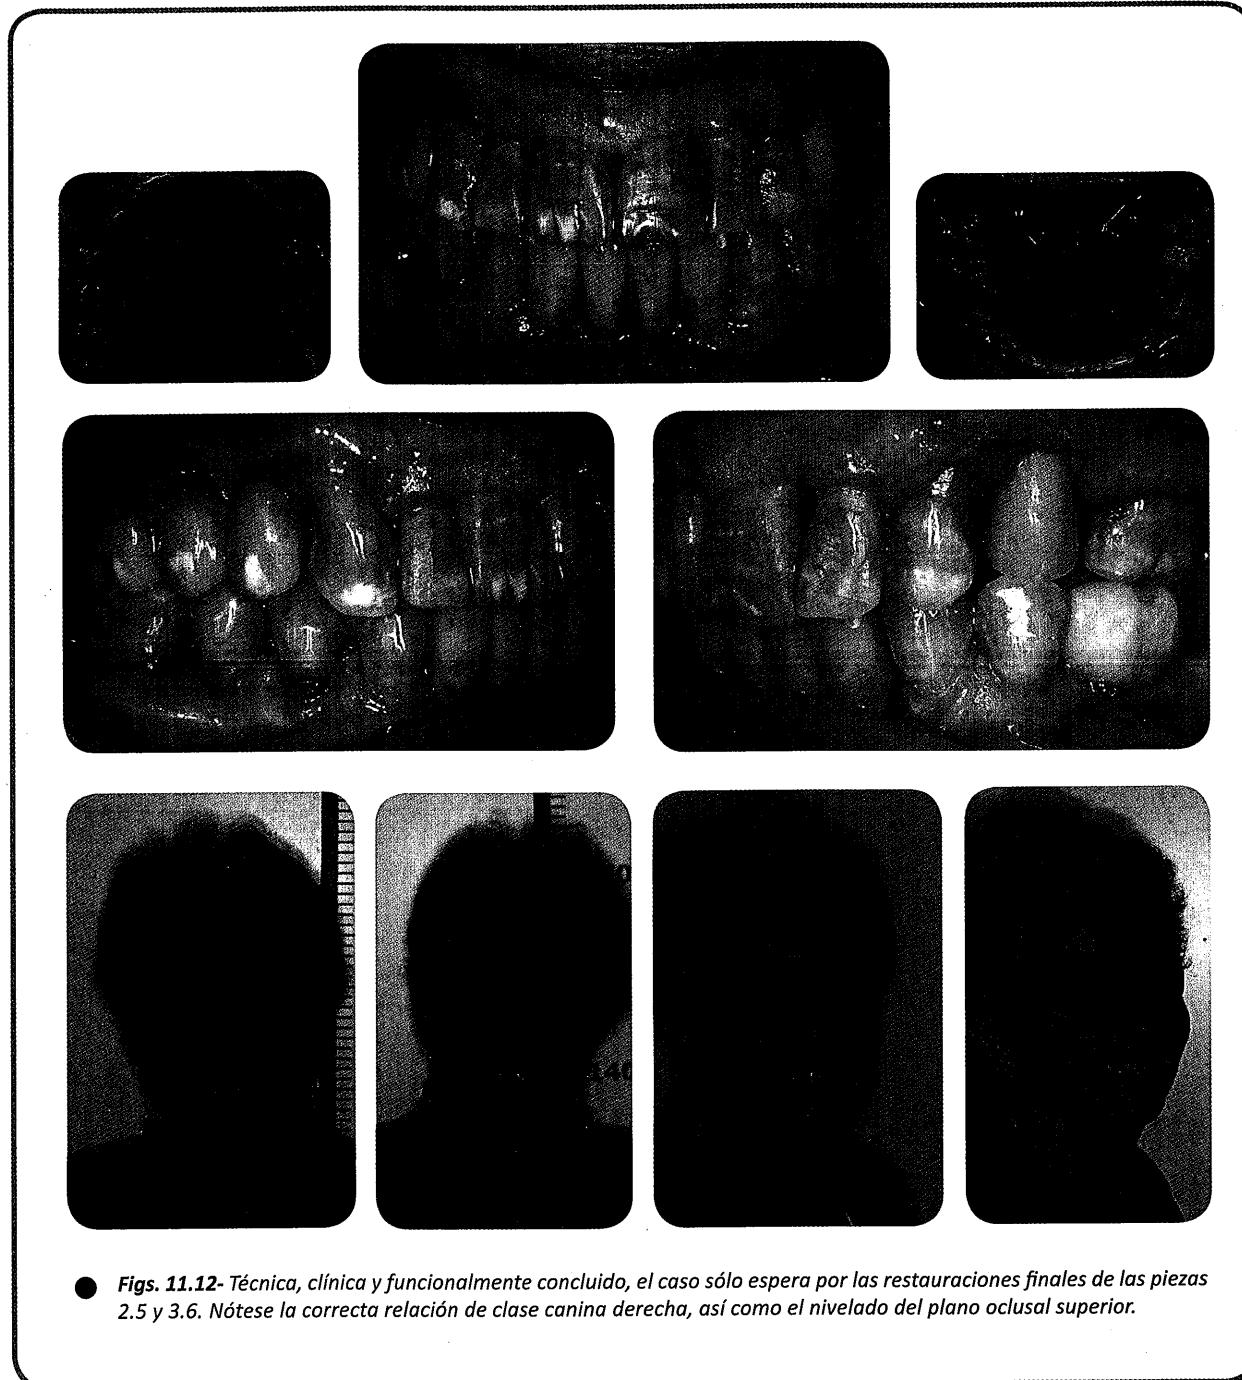 Figs. 11.12- Técnica, clínica y funcionalmente concluido, el caso sólo espera por las restauraciones finales de las piezas
2.5 y 3.6. Nótese la correcta relación de clase canina derecha, así como el nivelado del plano oclusal superior.